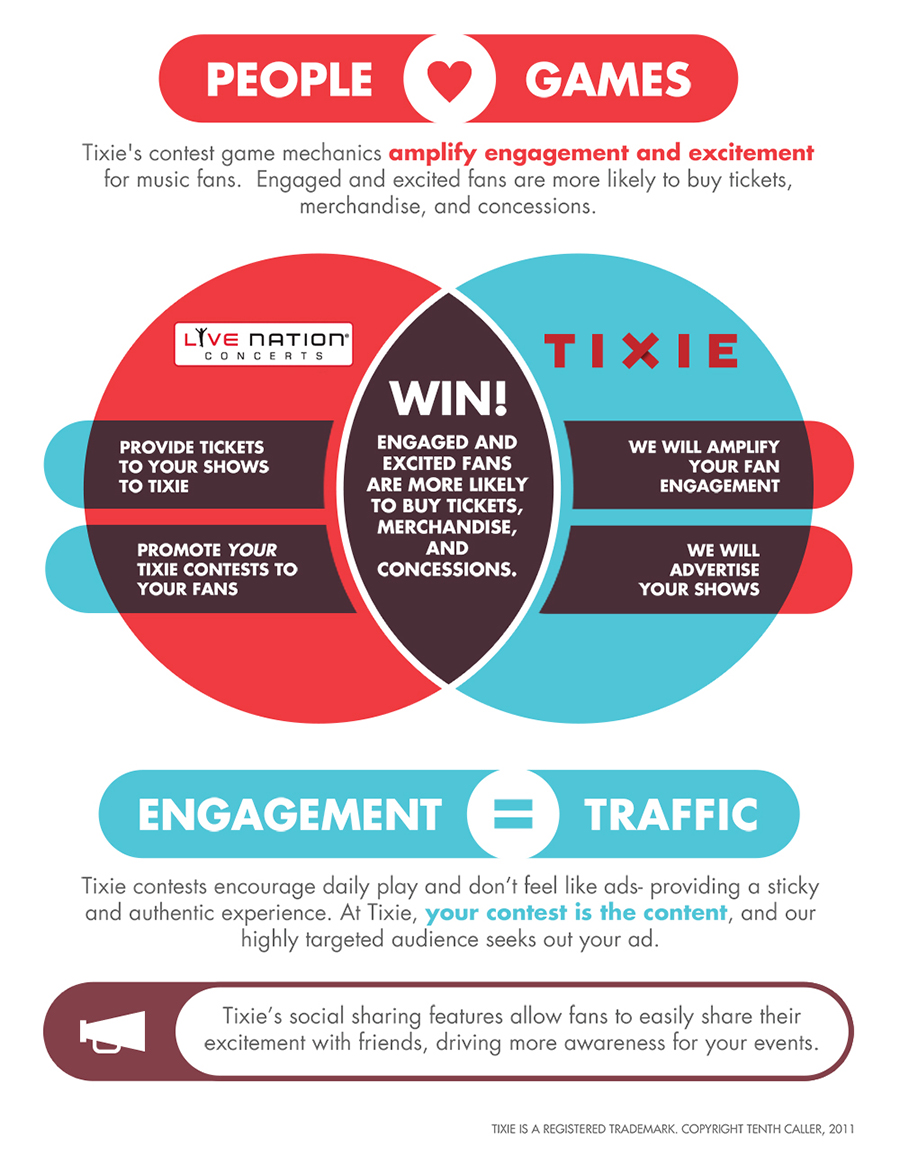 PEOPLE GAMES
Tixie's contest game mechanics amplify engagement and excitement
for music fans. Engaged and excited fans are more likely to buy tickets,
merchandise, and concessions.
LIVE NATION®
CONCERTS
PROVIDE TICKETS
TO YOUR SHOWS
TO TIXIE
PROMOTE YOUR
TIXIE CONTESTS TO
YOUR FANS
WIN!
ENGAGED AND
EXCITED FANS
ARE MORE LIKELY
TO BUY TICKETS,
MERCHANDISE,
AND
CONCESSIONS.
TIXIE
WE WILL AMPLIFY
YOUR FAN
ENGAGEMENT
WE WILL
ADVERTISE
YOUR SHOWS
ENGAGEMENT = TRAFFIC
Tixie contests encourage daily play and don’t feel like ads- providing a sticky
and authentic experience. At Tixie, your contest is the content, and our
highly targeted audience seeks out your ad.
Tixie’s social sharing features allow fans to easily share their
excitement with friends, driving more awareness for your events.
TIXIE IS A REGISTERED TRADEMARK. COPYRIGHT TENTH CALLER, 2011